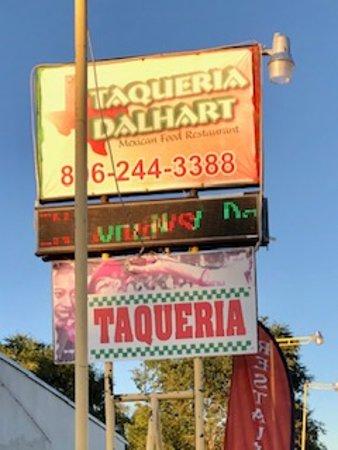 TAQUERIA
DALHART
Mexican Food Restaurant
806-244-3388
TAQUERIA